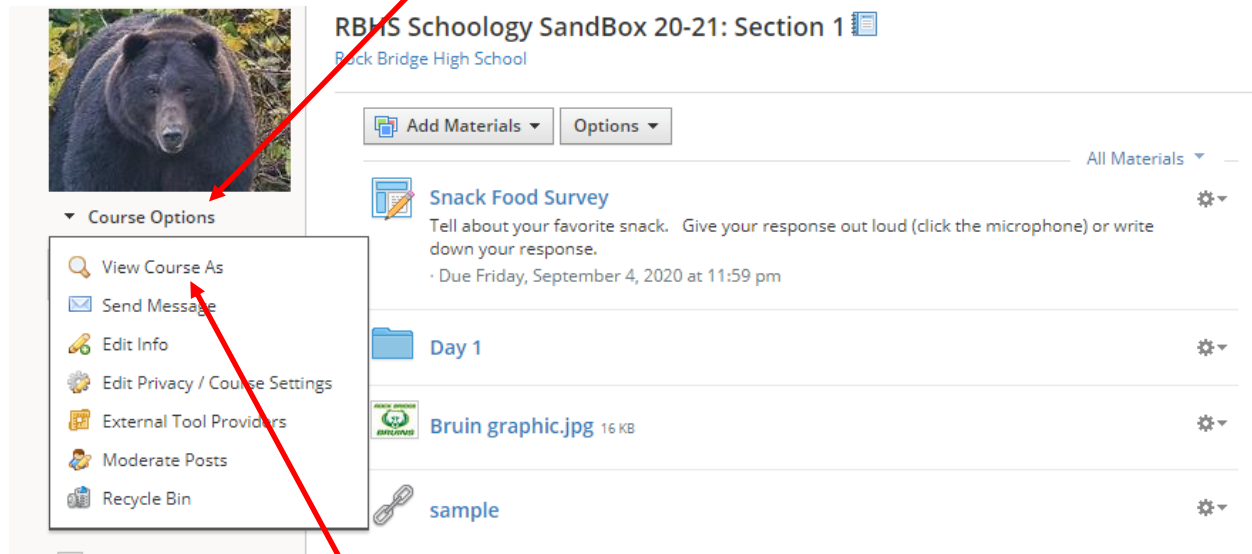 RBHS Schoology SandBox 20-21: Section 1
Rock Bridge High School
Add Materials
Options
All Materials
Course Options
View Course As
Send Message
Edit Info
Edit Privacy / Course Settings
External Tool Providers
Moderate Posts
Recycle Bin
Snack Food Survey
Tell about your favorite snack.   Give your response out loud (click the microphone) or write
down your response.
· Due Friday, September 4, 2020 at 11:59 pm
Day 1
ROCK BRIDGE
BRUINS
Bruin graphic.jpg 16 KB
sample